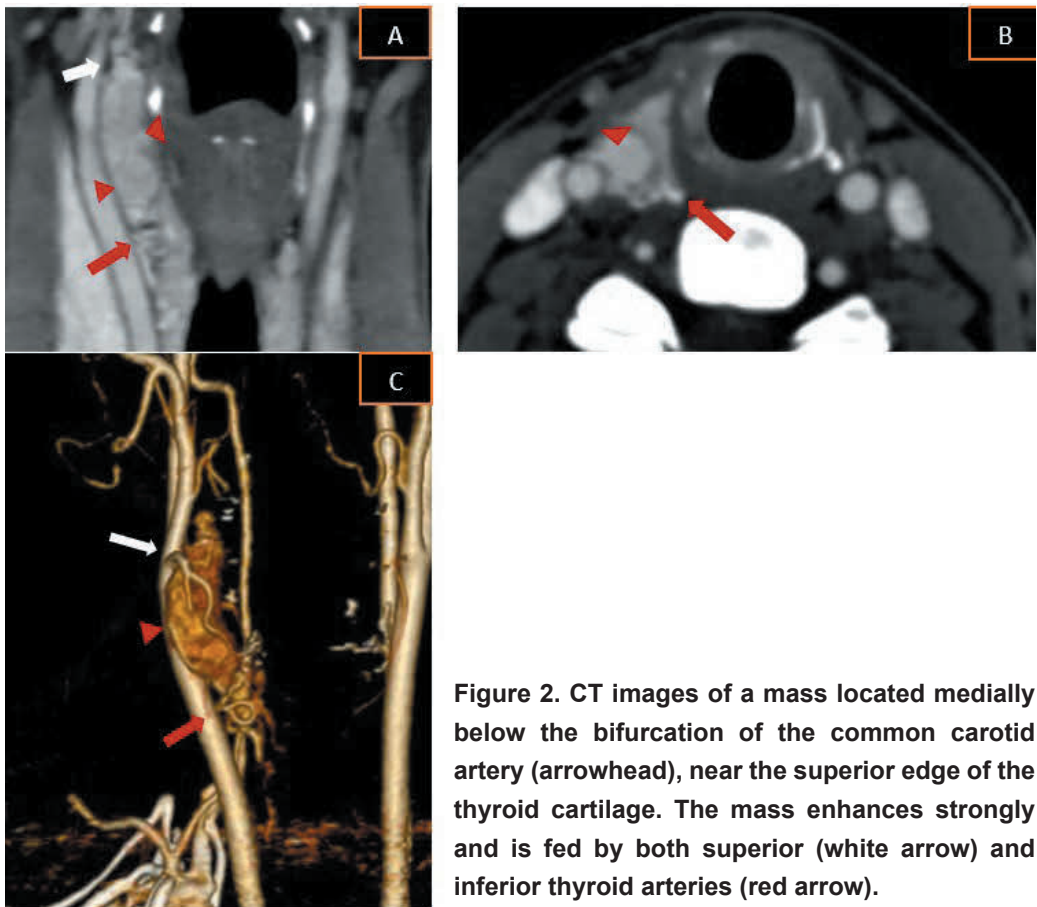 A
B
C
Figure 2. CT images of a mass located medially
below the bifurcation of the common carotid
artery (arrowhead), near the superior edge of the
thyroid cartilage. The mass enhances strongly
and is fed by both superior (white arrow) and
inferior thyroid arteries (red arrow).